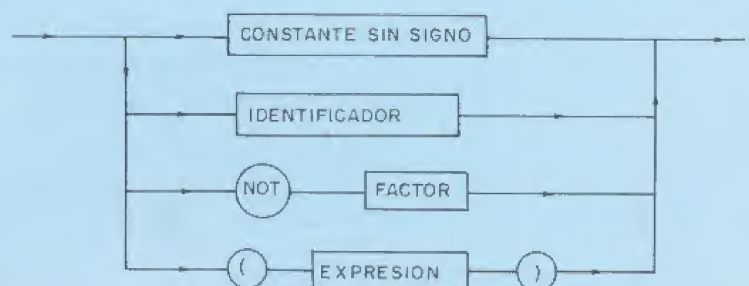 CONSTANTE SIN SIGNO
IDENTIFICADOR
NOT FACTOR
( EXPRESION )